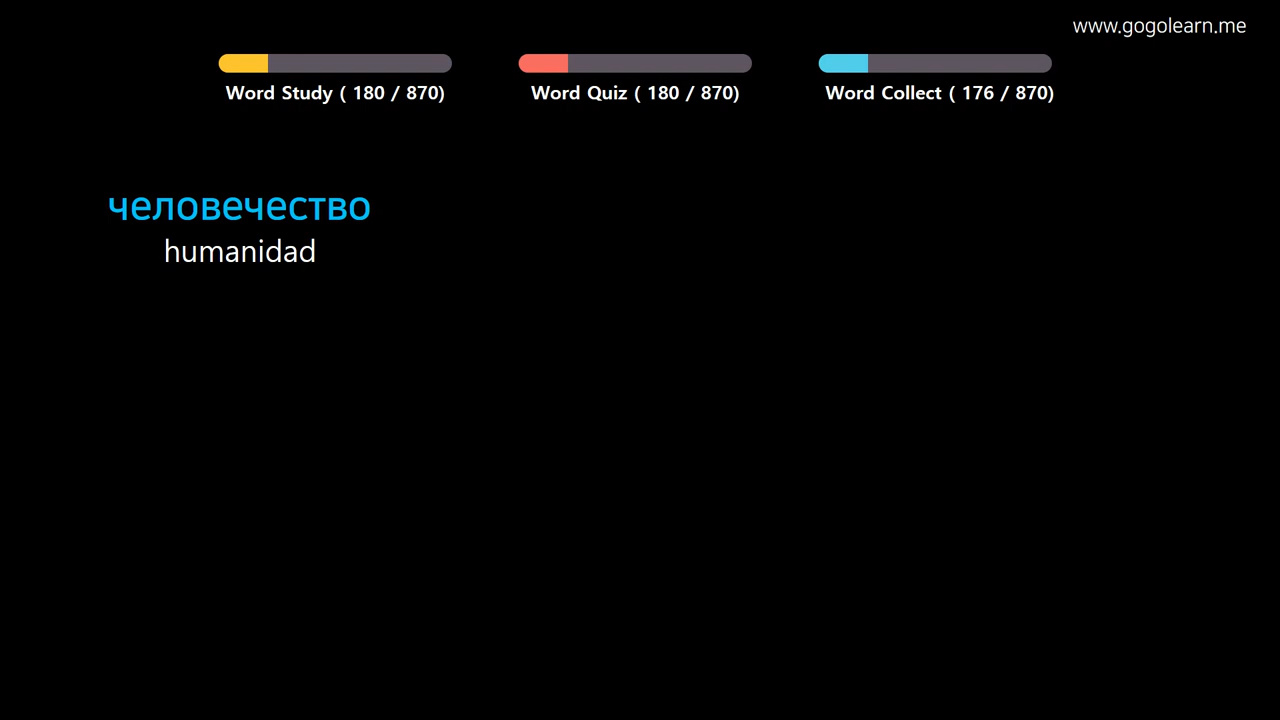 www.gogolearn.me
Word Study ( 180 / 870)
Word Quiz ( 180 / 870)
Word Collect ( 176 / 870)
человечество
humanidad